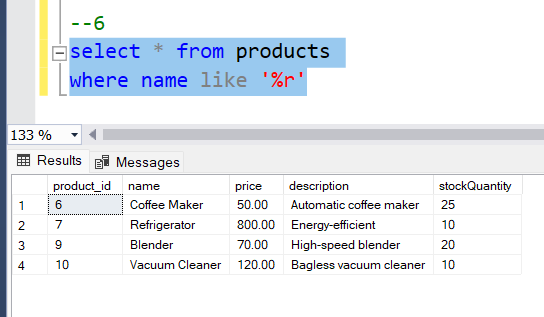 --6
select * from products
where name like '%r'
133 %
Results Messages
product_id name price description stockQuantity
1 6 Coffee Maker 50.00 Automatic coffee maker 25
2 7 Refrigerator 800.00 Energy-efficient 10
3 9 Blender 70.00 High-speed blender 20
4 10 Vacuum Cleaner 120.00 Bagless vacuum cleaner 10